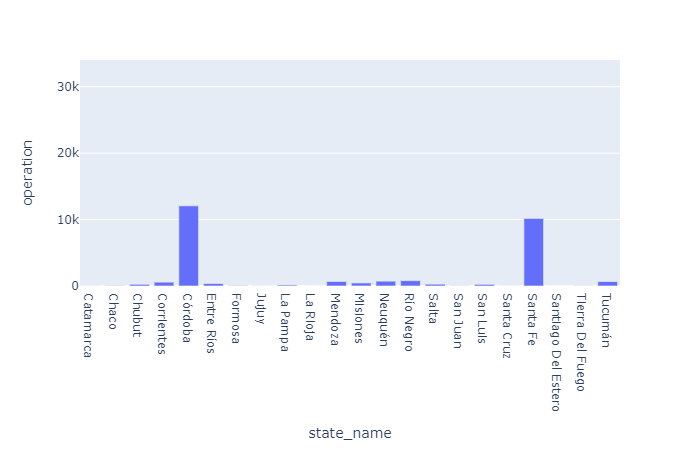 30k
20k
10k
0
operation
Catamarca
Chaco
Chubut
Corrientes
Córdoba
Entre Ríos
Formosa
Jujuy
La Pampa
La Rioja
Mendoza
Misiones
Neuquén
Río Negro
Salta
San Juan
San Luis
Santa Cruz
Santa Fe
Santiago Del Estero
Tierra Del Fuego
Tucumán
state_name